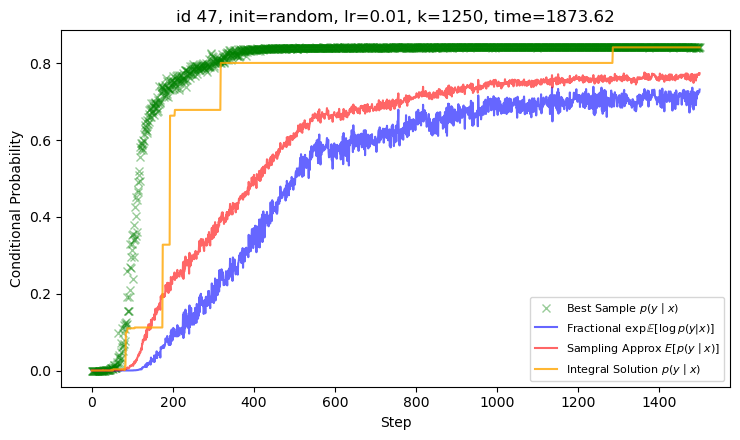 id 47, init=random, lr=0.01, k=1250, time=1873.62
Conditional Probability
0.8
0.6
0.4
0.2
0.0
0 200 400 600 800 1000 1200 1400
Step
Best Sample p(y | x)
Fractional exp𝔼[log p(y|x)]
Sampling Approx E[p(y | x)]
Integral Solution p(y | x)